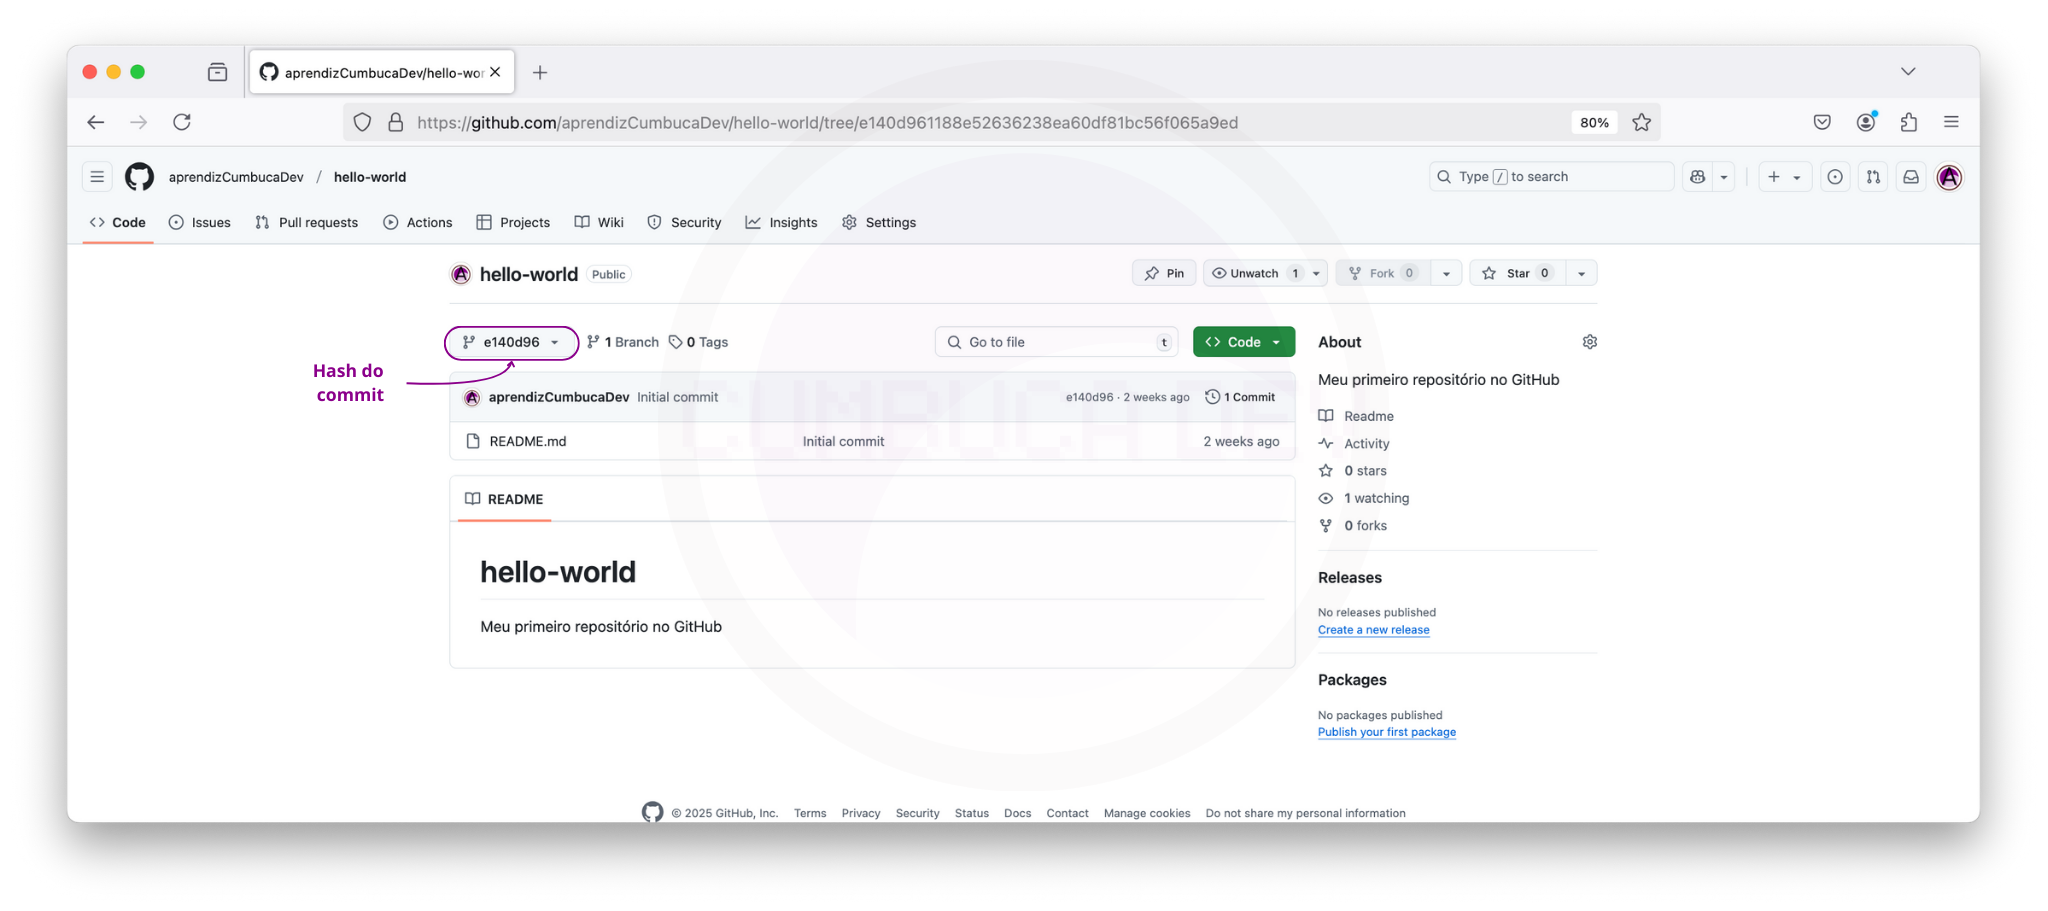 aprendizCumbucaDev/hello-wor
https://github.com/aprendizCumbucaDev/hello-world/tree/e140d961188e52636238ea60df81bc56f065a9ed
80%
aprendizCumbucaDev / hello-world
Type / to search
Code Issues Pull requests Actions Projects Wiki Security Insights Settings
hello-world Public
Pin Unwatch 1 Fork 0 Star 0
e140d96 1 Branch 0 Tags
Go to file t
Code
Hash do
commit
aprendizCumbucaDev Initial commit e140d96 · 2 weeks ago 1 Commit
README.md Initial commit 2 weeks ago
README
hello-world
Meu primeiro repositório no GitHub
About
Meu primeiro repositório no GitHub
Readme
Activity
0 stars
1 watching
0 forks
Releases
No releases published
Create a new release
Packages
No packages published
Publish your first package
© 2025 GitHub, Inc. Terms Privacy Security Status Docs Contact Manage cookies Do not share my personal information
CUMBUCA DEV